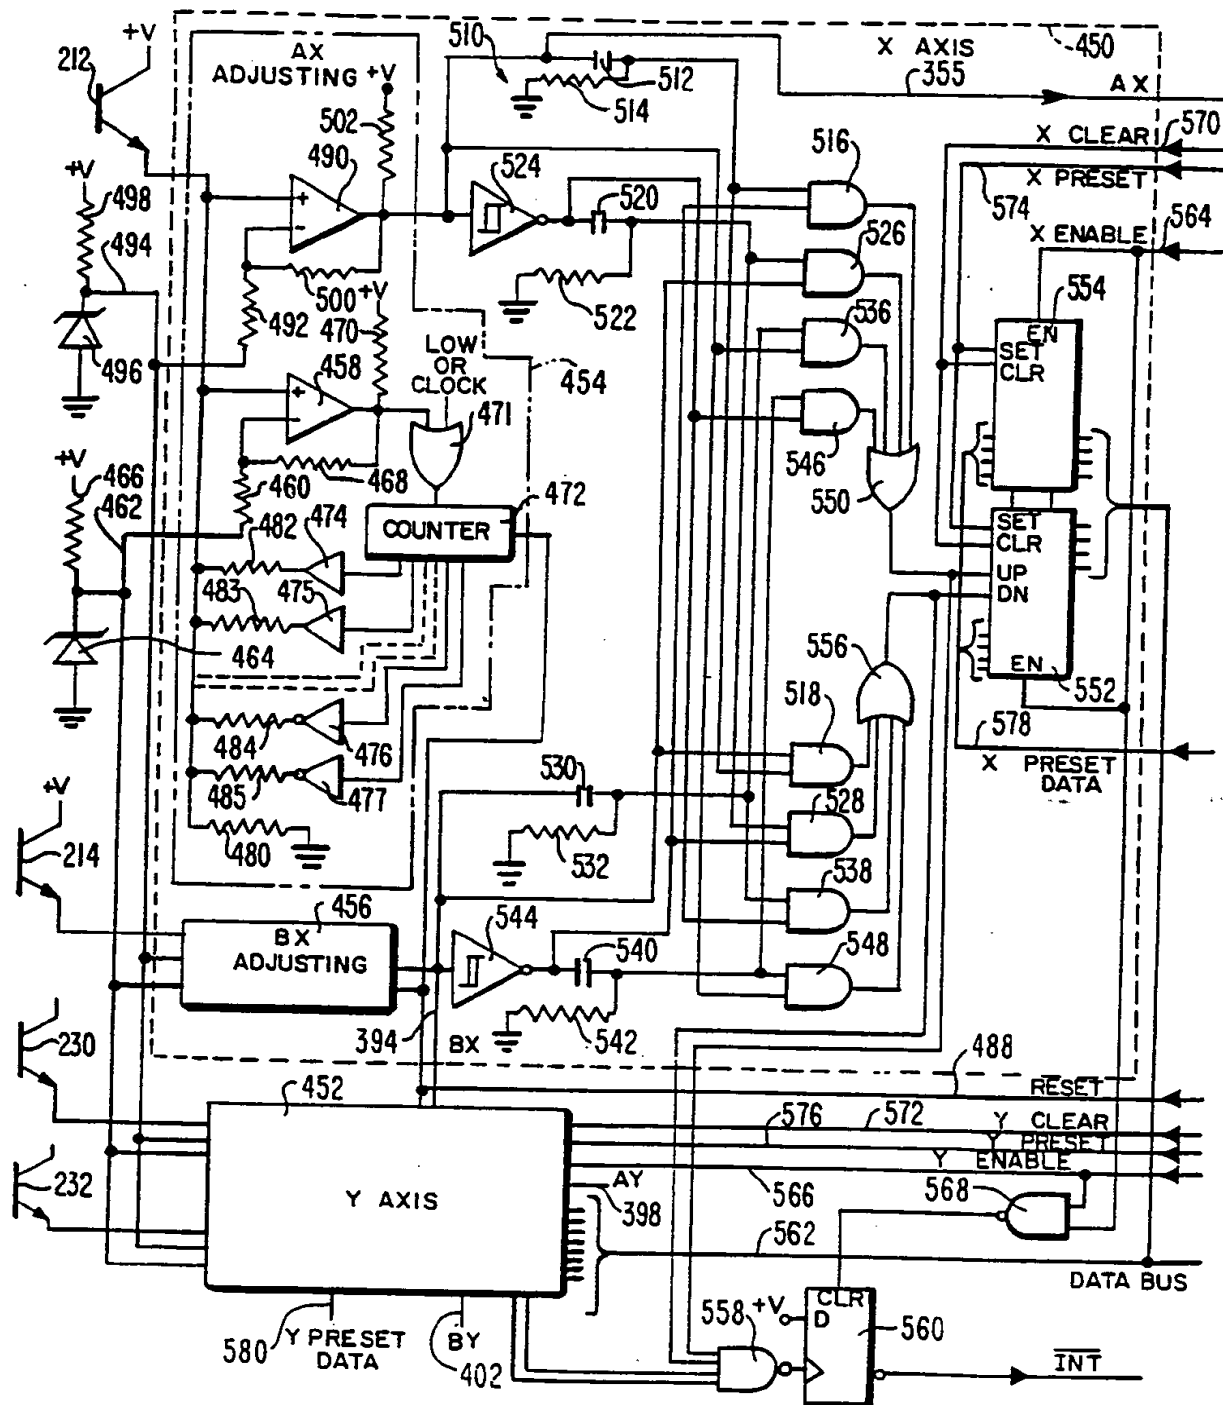 +V
212
AX
ADJUSTING
+V
510
512
514
X AXIS
450
355
AX
502
490
524
520
516
X CLEAR
570
X PRESET
574
X ENABLE
564
+V
498
494
+
-
526
500
+V
522
492
470
536
554
EN
SET
CLR
496
LOW
OR
CLOCK
458
454
471
+
-
546
+V
466
462
468
460
550
472
COUNTER
482
474
SET
CLR
UP
DN
483
475
464
556
EN
552
518
578
484
476
X PRESET
DATA
+V
485
477
530
528
214
480
532
538
456
BX
ADJUSTING
544
540
548
230
394
BX
542
488
452
RESET
576
572
Y CLEAR
Y PRESET
Y ENABLE
232
Y AXIS
AY
566
568
398
562
DATA BUS
+V
CLR
D
558
560
580
Y PRESET
DATA
BY
402
INT